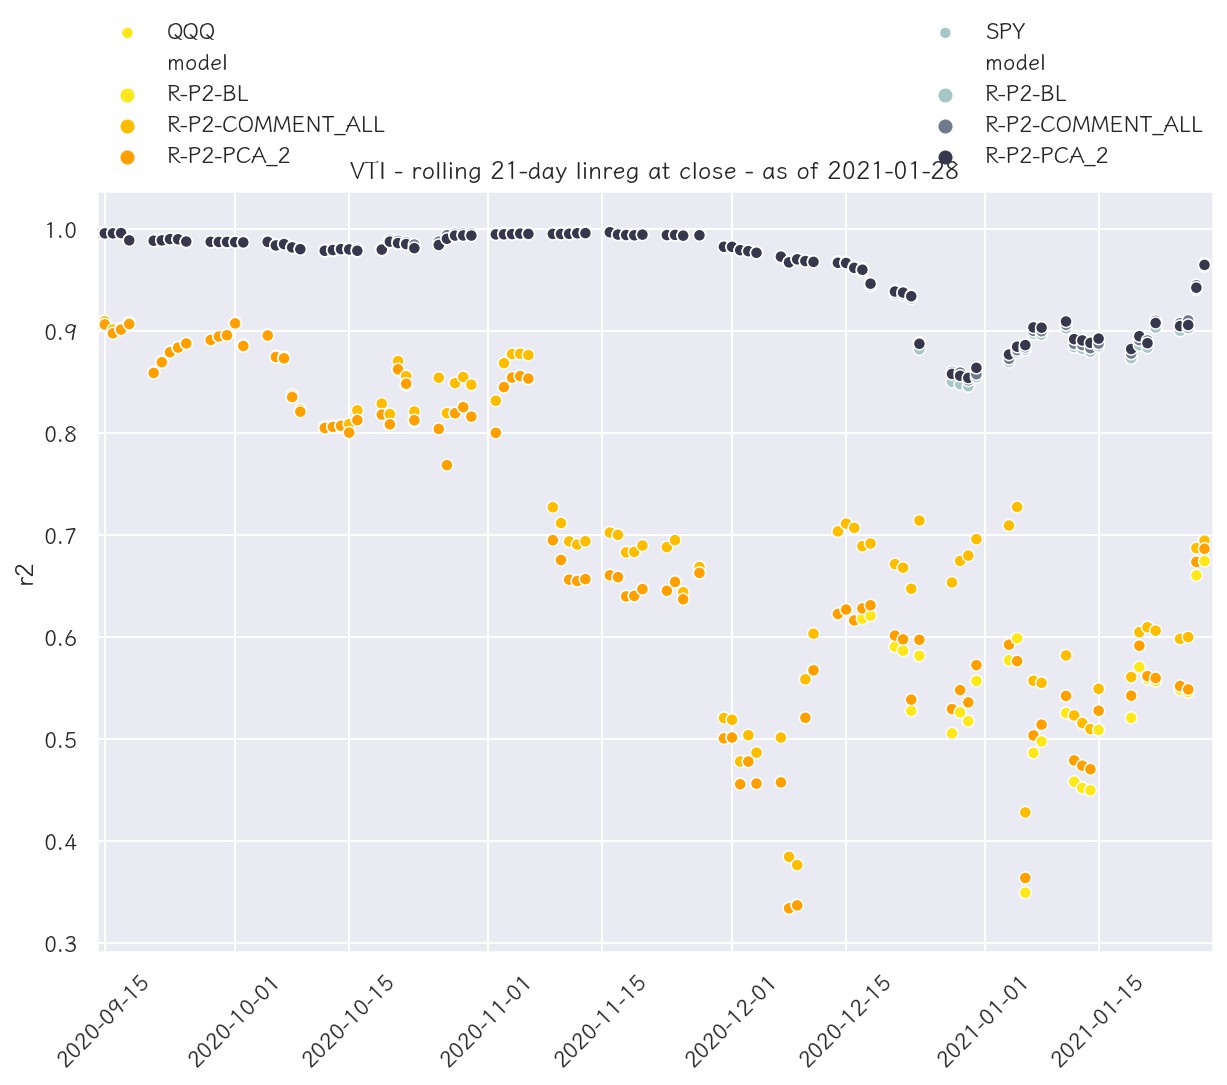 QQQ
model
R-P2-BL
R-P2-COMMENT_ALL
R-P2-PCA_2
SPY
model
R-P2-BL
R-P2-COMMENT_ALL
R-P2-PCA_2
VTI - rolling 21-day linreg at close - as of 2021-01-28
1.0
0.9
0.8
0.7
0.6
0.5
0.4
0.3
r2
2020-09-15
2020-10-01
2020-10-15
2020-11-01
2020-11-15
2020-12-01
2020-12-15
2021-01-01
2021-01-15